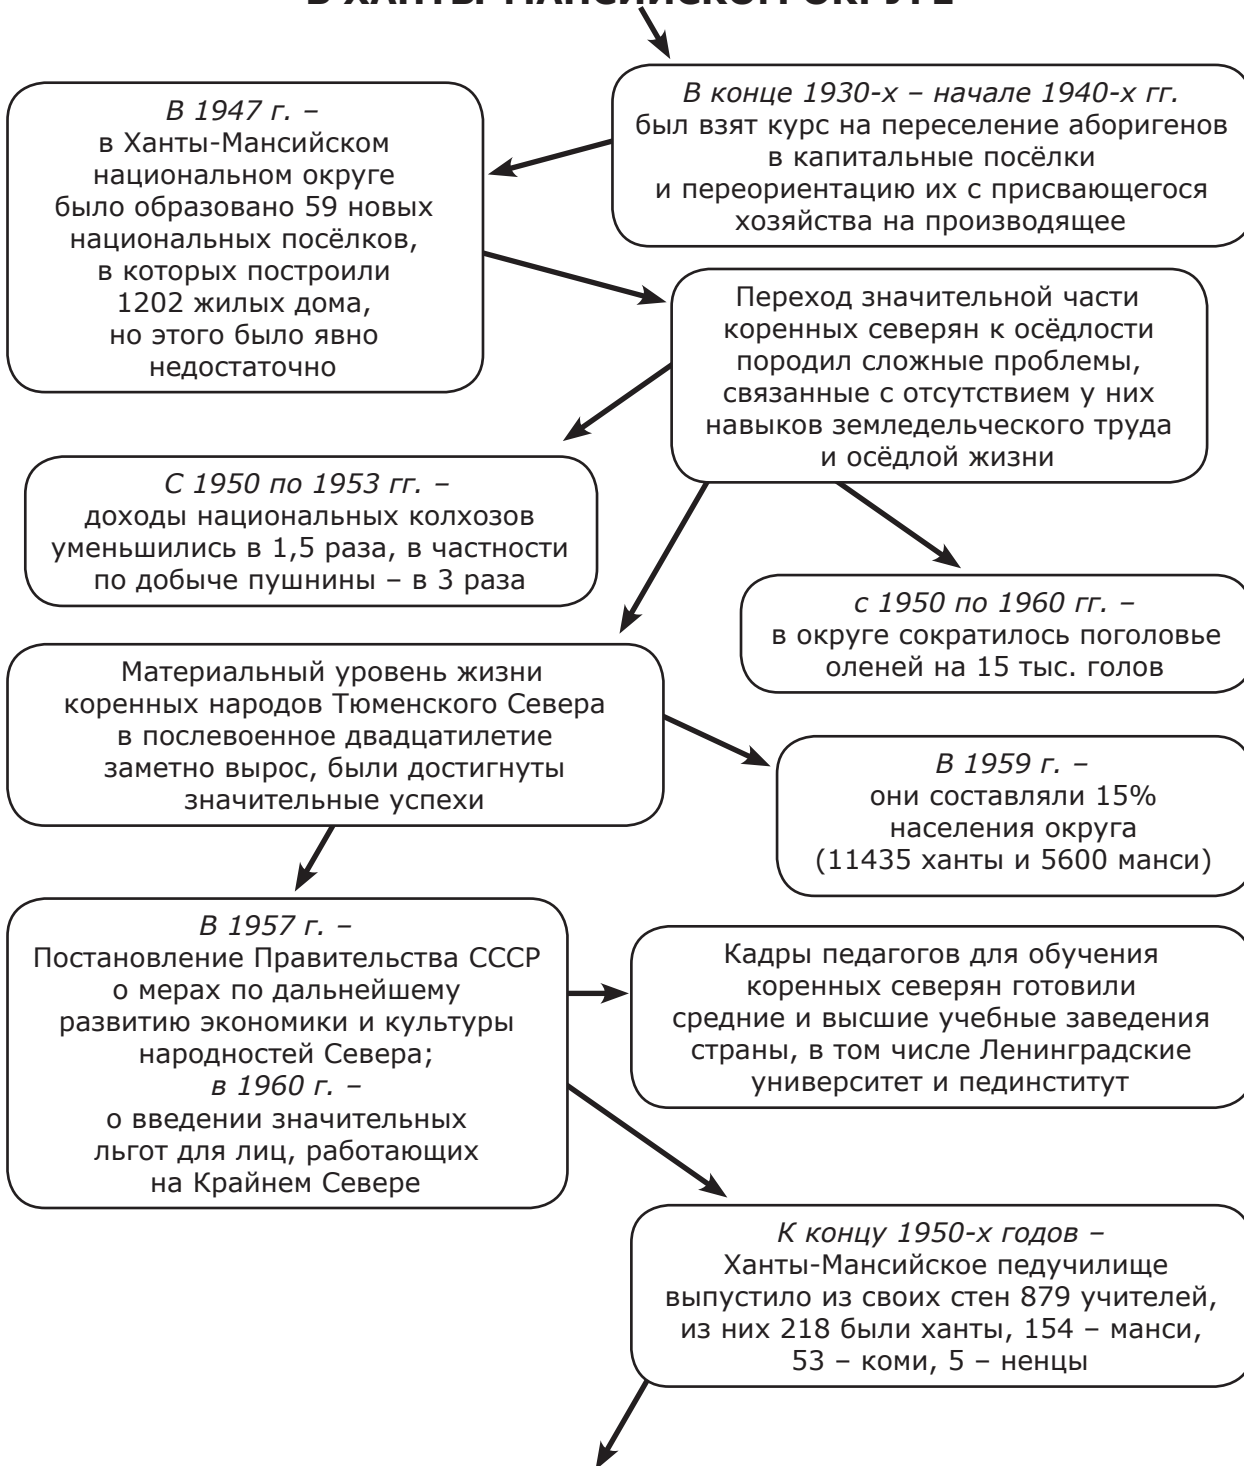 В ХАНТЫ-МАНСИЙСКОМ ОКРУГЕ
В конце 1930-х – начале 1940-х гг.
был взят курс на переселение аборигенов
в капитальные посёлки
и переориентацию их с присвающегося
хозяйства на производящее
В 1947 г. –
в Ханты-Мансийском
национальном округе
было образовано 59 новых
национальных посёлков,
в которых построили
1202 жилых дома,
но этого было явно
недостаточно
Переход значительной части
коренных северян к осёдлости
породил сложные проблемы,
связанные с отсутствием у них
навыков земледельческого труда
и осёдлой жизни
С 1950 по 1953 гг. –
доходы национальных колхозов
уменьшились в 1,5 раза, в частности
по добыче пушнины – в 3 раза
с 1950 по 1960 гг. –
в округе сократилось поголовье
оленей на 15 тыс. голов
Материальный уровень жизни
коренных народов Тюменского Севера
в послевоенное двадцатилетие
заметно вырос, были достигнуты
значительные успехи
В 1959 г. –
они составляли 15%
населения округа
(11435 ханты и 5600 манси)
В 1957 г. –
Постановление Правительства СССР
о мерах по дальнейшему
развитию экономики и культуры
народностей Севера;
в 1960 г. –
о введении значительных
льгот для лиц, работающих
на Крайнем Севере
Кадры педагогов для обучения
коренных северян готовили
средние и высшие учебные заведения
страны, в том числе Ленинградские
университет и пединститут
К концу 1950-х годов –
Ханты-Мансийское педучилище
выпустило из своих стен 879 учителей,
из них 218 были ханты, 154 – манси,
53 – коми, 5 – ненцы